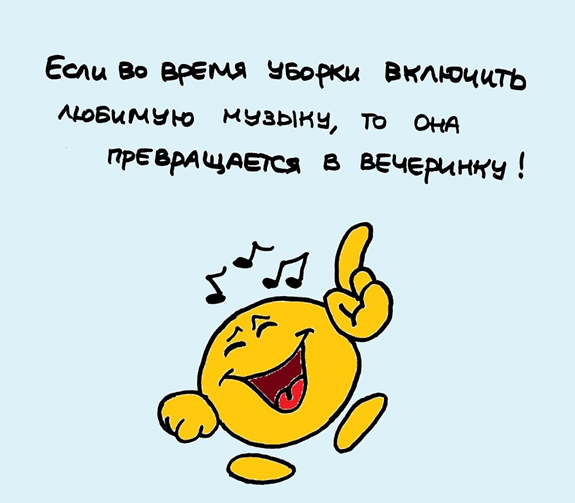 Если во время уборки включить
любимую музыку, то она
превращается в вечеринку!